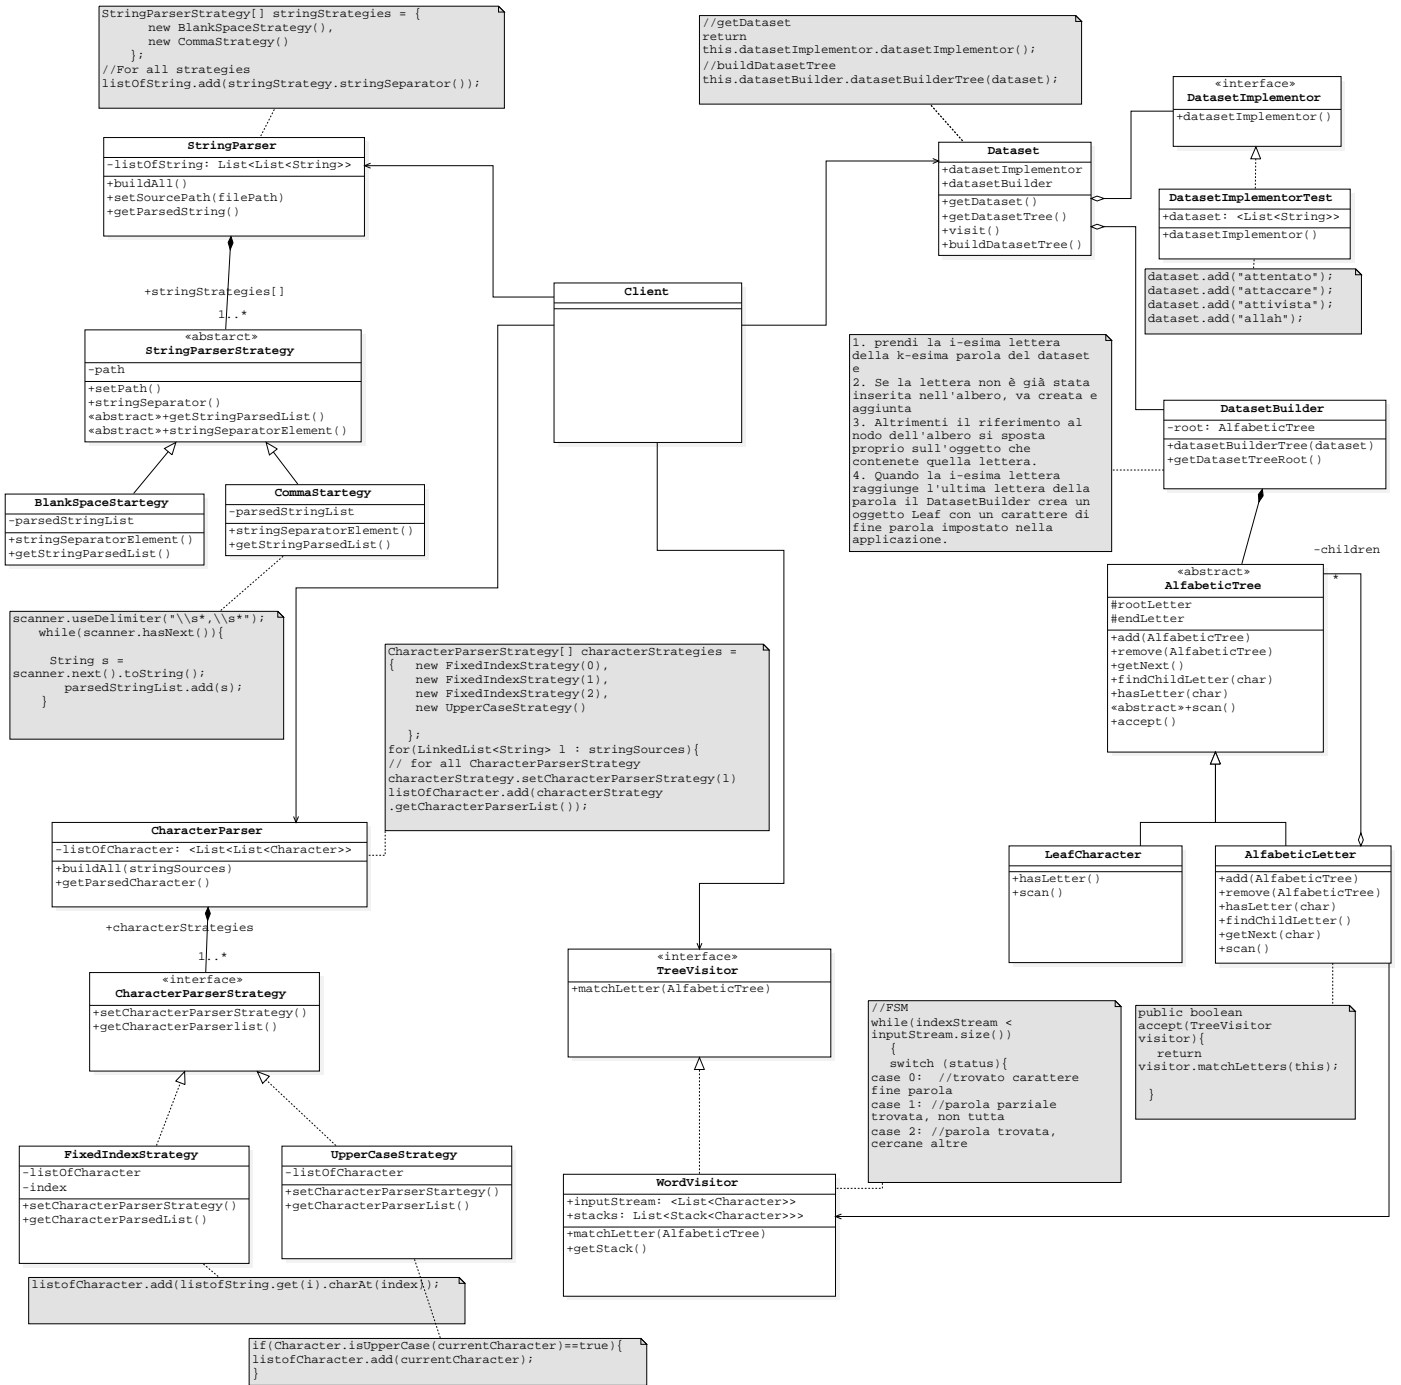 StringParserStrategy[] stringStrategies = {
new BlankSpaceStrategy(),
new CommaStrategy()
};
//For all strategies
listOfString.add(stringStrategy.stringSeparator());
//getDataset
return
this.datasetImplementor.datasetImplementor();
//buildDatasetTree
this.datasetBuilder.datasetBuilderTree(dataset);
«interface»
DatasetImplementor
+datasetImplementor()
StringParser
-listOfString: List<List<String>>
+buildAll()
+setSourcePath(filePath)
+getParsedString()
Dataset
+datasetImplementor
+datasetBuilder
+getDataset()
+getDatasetTree()
+visit()
+buildDatasetTree()
DatasetImplementorTest
+dataset: <List<String>>
+datasetImplementor()
dataset.add("attentato");
dataset.add("attaccare");
dataset.add("attivista");
dataset.add("allah");
+stringStrategies[]
1..*
Client
«abstarct»
StringParserStrategy
-path
+setPath()
+stringSeparator()
«abstract»+getStringParsedList()
«abstract»+stringSeparatorElement()
1. prendi la i-esima lettera
della k-esima parola del dataset
e
2. Se la lettera non è già stata
inserita nell'albero, va creata e
aggiunta
3. Altrimenti il riferimento al
nodo dell'albero si sposta
proprio sull'oggetto che
contenete quella lettera.
4. Quando la i-esima lettera
raggiunge l'ultima lettera della
parola il DatasetBuilder crea un
oggetto Leaf con un carattere di
fine parola impostato nella
applicazione.
DatasetBuilder
-root: AlfabeticTree
+datasetBuilderTree(dataset)
+getDatasetTreeRoot()
BlankSpaceStartegy
-parsedStringList
+stringSeparatorElement()
+getStringParsedList()
CommaStartegy
-parsedStringList
+stringSeparatorElement()
+getStringParsedList()
-children
*
«abstract»
AlfabeticTree
#rootLetter
#endLetter
+add(AlfabeticTree)
+remove(AlfabeticTree)
+getNext()
+findChildLetter(char)
+hasLetter(char)
«abstract»+scan()
+accept()
scanner.useDelimiter("\\s*,\\s*");
while(scanner.hasNext()){
String s =
scanner.next().toString();
parsedStringList.add(s);
}
CharacterParserStrategy[] characterStrategies =
{ new FixedIndexStrategy(0),
new FixedIndexStrategy(1),
new FixedIndexStrategy(2),
new UpperCaseStrategy()
};
for(LinkedList<String> l : stringSources){
// for all CharacterParserStrategy
characterStrategy.setCharacterParserStrategy(l)
listOfCharacter.add(characterStrategy
.getCharacterParserList());
CharacterParser
-listOfCharacter: <List<List<Character>>
+buildAll(stringSources)
+getParsedCharacter()
LeafCharacter
+hasLetter()
+scan()
AlfabeticLetter
+add(AlfabeticTree)
+remove(AlfabeticTree)
+hasLetter(char)
+findChildLetter()
+getNext(char)
+scan()
+characterStrategies
1..*
«interface»
CharacterParserStrategy
+setCharacterParserStrategy()
+getCharacterParserlist()
«interface»
TreeVisitor
+matchLetter(AlfabeticTree)
//FSM
while(indexStream <
inputStream.size())
{
switch (status){
case 0: //trovato carattere
fine parola
case 1: //parola parziale
trovata, non tutta
case 2: //parola trovata,
cercane altre
public boolean
accept(TreeVisitor
visitor){
return
visitor.matchLetters(this);
}
FixedIndexStrategy
-listOfCharacter
-index
+setCharacterParserStrategy()
+getCharacterParsedList()
UpperCaseStrategy
-listOfCharacter
+setCharacterParserStartegy()
+getCharacterParserList()
WordVisitor
+inputStream: <List<Character>>
+stacks: List<Stack<Character>>>
+matchLetter(AlfabeticTree)
+getStack()
listofCharacter.add(listofString.get(i).charAt(index));
if(Character.isUpperCase(currentCharacter)==true){
listofCharacter.add(currentCharacter);
}